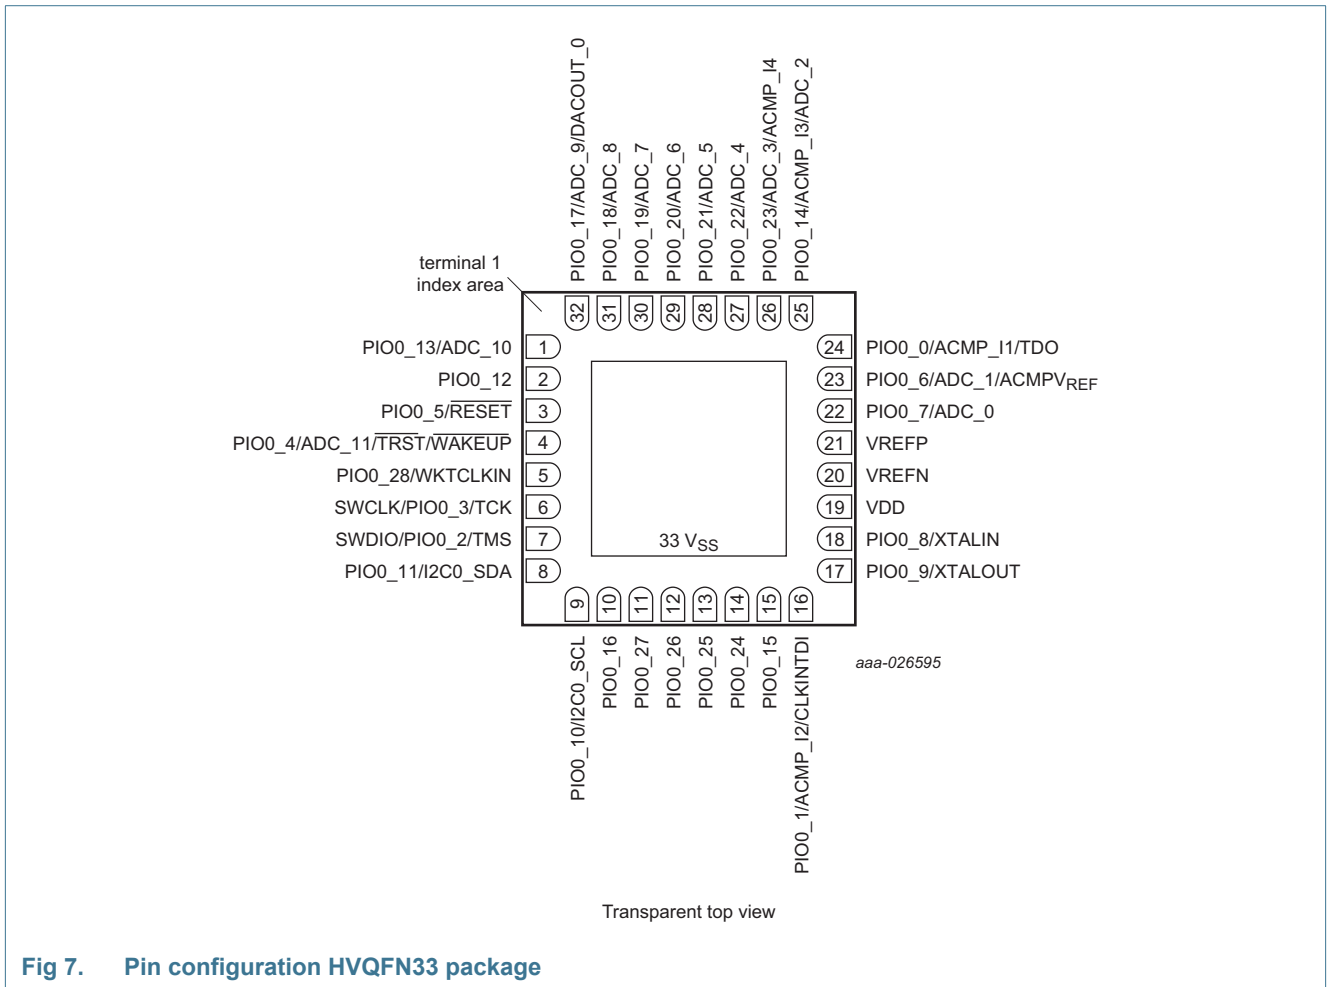 PIO0_17/ADC_9/DACOUT_0
PIO0_18/ADC_8
PIO0_19/ADC_7
PIO0_20/ADC_6
PIO0_21/ADC_5
PIO0_22/ADC_4
PIO0_23/ADC_3/ACMP_I4
PIO0_14/ACMP_I3/ADC_2
terminal 1
index area
32 31 30 29 28 27 26 25
PIO0_13/ADC_10 1
PIO0_12 2
PIO0_5/RESET 3
PIO0_4/ADC_11/TRST/WAKEUP 4
PIO0_28/WKTCLKIN 5
SWCLK/PIO0_3/TCK 6
SWDIO/PIO0_2/TMS 7
PIO0_11/I2C0_SDA 8
24 PIO0_0/ACMP_I1/TDO
23 PIO0_6/ADC_1/ACMPVREF
22 PIO0_7/ADC_0
21 VREFP
20 VREFN
19 VDD
18 PIO0_8/XTALIN
17 PIO0_9/XTALOUT
33 VSS
9 10 11 12 13 14 15 16
PIO0_10/I2C0_SCL
PIO0_16
PIO0_27
PIO0_26
PIO0_25
PIO0_24
PIO0_15
PIO0_1/ACMP_I2/CLKINTDI
aaa-026595
Transparent top view
Fig 7. Pin configuration HVQFN33 package